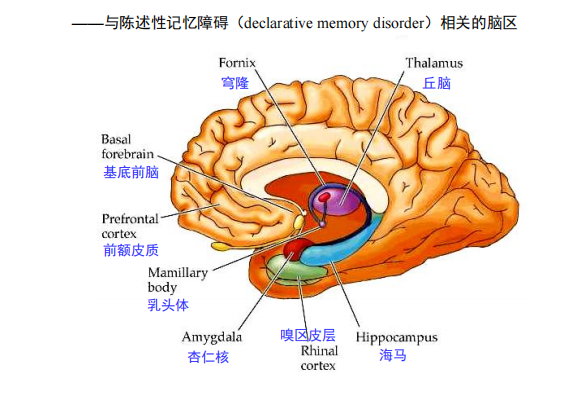 ——与陈述性记忆障碍（declarative memory disorder）相关的脑区
Fornix
穹隆
Thalamus
丘脑
Basal
forebrain
基底前脑
Prefrontal
cortex
前额皮质
Mamillary
body
乳头体
Amygdala
杏仁核
嗅区皮层
Rhinal
cortex
Hippocampus
海马